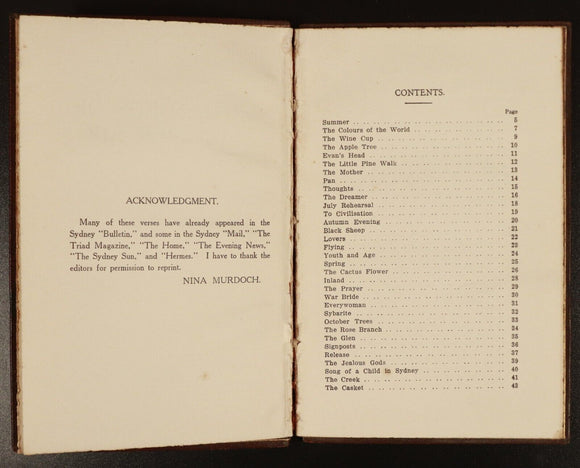 ACKNOWLEDGMENT.
Many of these verses have already appeared in the
Sydney "Bulletin," and some in the Sydney "Mail," "The
Triad Magazine," "The Home," "The Evening News,"
"The Sydney Sun," and "Hermes." I have to thank the
editors for permission to reprint.
NINA MURDOCH.
CONTENTS.
Page
Summer 5
The Colours of the World 7
The Wine Cup 9
The Apple Tree 10
Evan's Head 11
The Little Pine Walk 12
The Mother 13
Pan 14
Thoughts 15
The Dreamer 16
July Rehearsal 18
To Civilisation 19
Autumn Evening 20
Black Sheep 21
Lovers 22
Flying 23
Youth and Age 24
Spring 25
The Cactus Flower 26
Inland 28
The Prayer 29
War Bride 30
Everywoman 31
Sybarite 32
October Trees 33
The Rose Branch 34
The Glen 35
Signposts 36
Release 37
The Jealous Gods 39
Song of a Child in Sydney 40
The Creek 41
The Casket 42